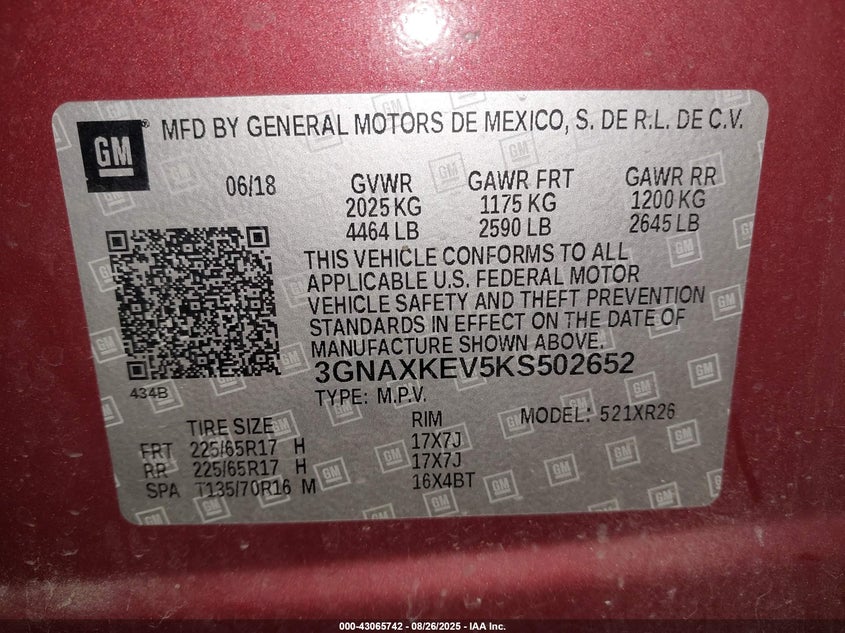 GM
MFD BY GENERAL MOTORS DE MEXICO, S. DE R.L. DE C.V.
06/18 GVWR GAWR FRT GAWR RR
2025 KG 1175 KG 1200 KG
4464 LB 2590 LB 2645 LB
THIS VEHICLE CONFORMS TO ALL
APPLICABLE U.S. FEDERAL MOTOR
VEHICLE SAFETY AND THEFT PREVENTION
STANDARDS IN EFFECT ON THE DATE OF
MANUFACTURE SHOWN ABOVE.
3GNAXKEV5KS502652
434B
TYPE: M.P.V.
TIRE SIZE RIM MODEL: 521XR26
FRT 225/65R17 H 17X7J
RR 225/65R17 H 17X7J
SPA T135/70R16 M 16X4BT
000-43065742 - 08/26/2025 - IAA Inc.